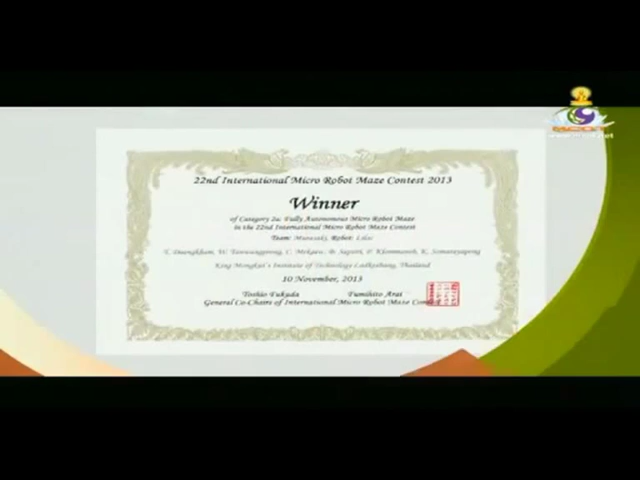 22nd International Micro Robot Maze Contest 2013
Winner
of Category 2a: Fully Autonomous Micro Robot Maze
in the 22nd International Micro Robot Maze Contest
Team: Robot:
King Mongkut's Institute of Technology Ladkrabang, Thailand
10 November, 2013
Toshio Fukuda Fumihito Arai
General Co-Chairs of International Micro Robot Maze